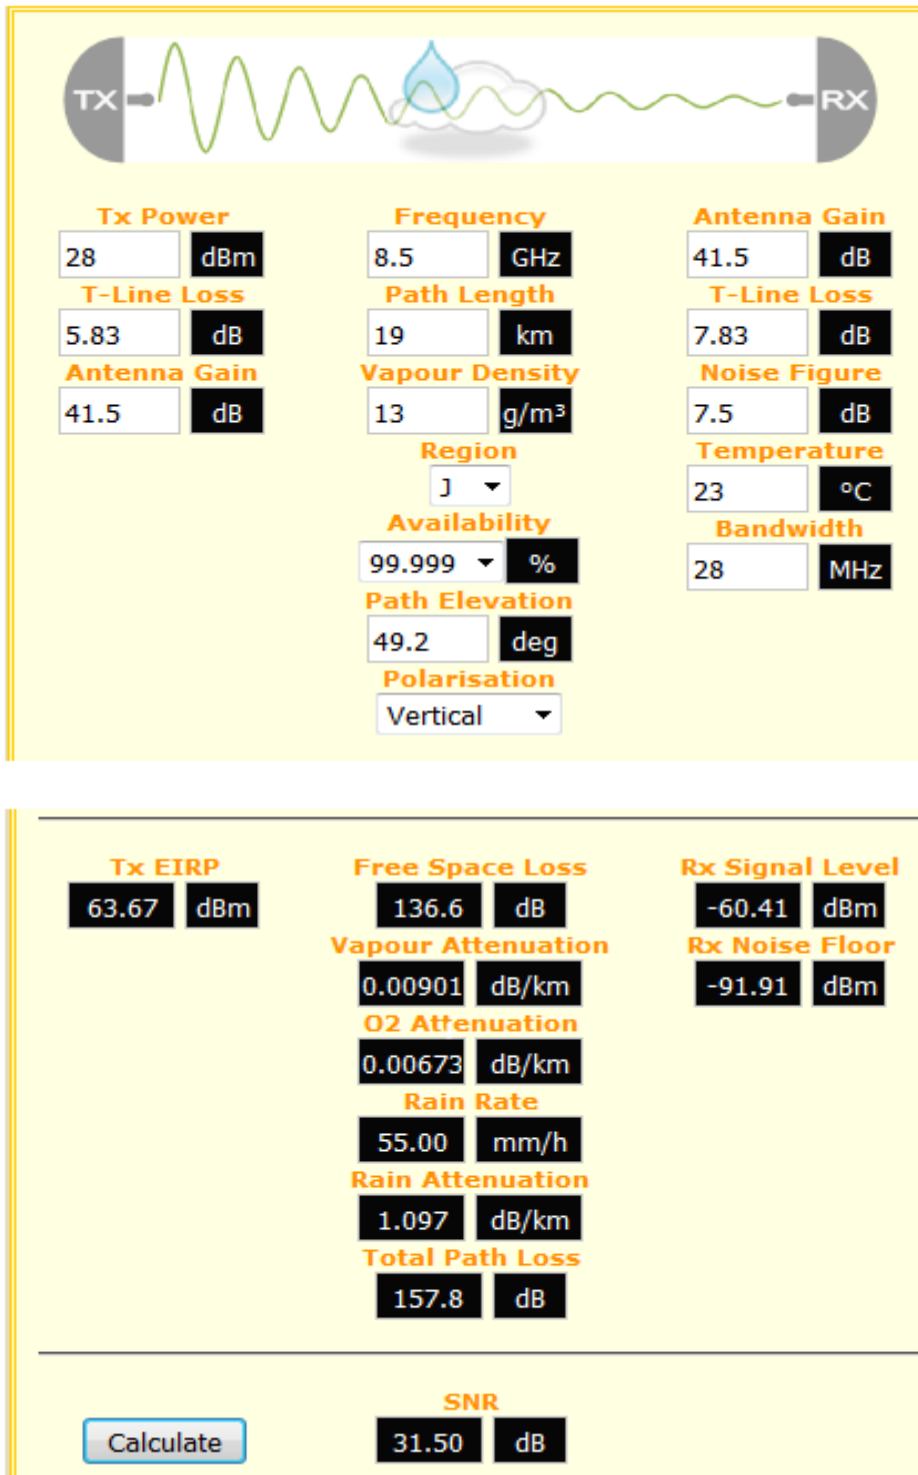 TX RX
Tx Power Frequency Antenna Gain
28 dBm 8.5 GHz 41.5 dB
T-Line Loss Path Length T-Line Loss
5.83 dB 19 km 7.83 dB
Antenna Gain Vapour Density Noise Figure
41.5 dB 13 g/m³ 7.5 dB
Region Temperature
J 23 ºC
Availability Bandwidth
99.999 % 28 MHz
Path Elevation
49.2 deg
Polarisation
Vertical
Tx EIRP Free Space Loss Rx Signal Level
63.67 dBm 136.6 dB -60.41 dBm
Vapour Attenuation Rx Noise Floor
0.00901 dB/km -91.91 dBm
O2 Attenuation
0.00673 dB/km
Rain Rate
55.00 mm/h
Rain Attenuation
1.097 dB/km
Total Path Loss
157.8 dB
SNR
Calculate 31.50 dB